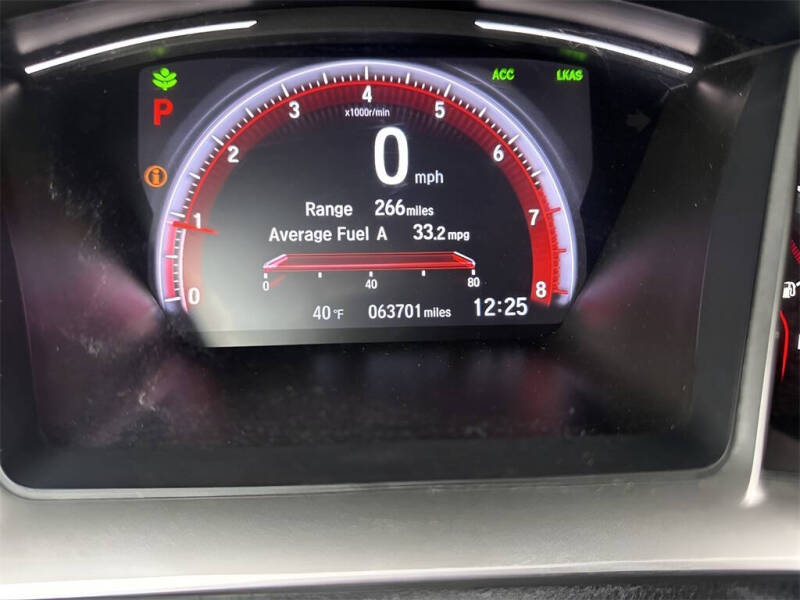 ACC LKAS
P
x1000r/min
0 1 2 3 4 5 6 7 8
0 mph
i
Range 266 miles
Average Fuel A 33.2 mpg
0 40 80
40°F 063701 miles 12:25